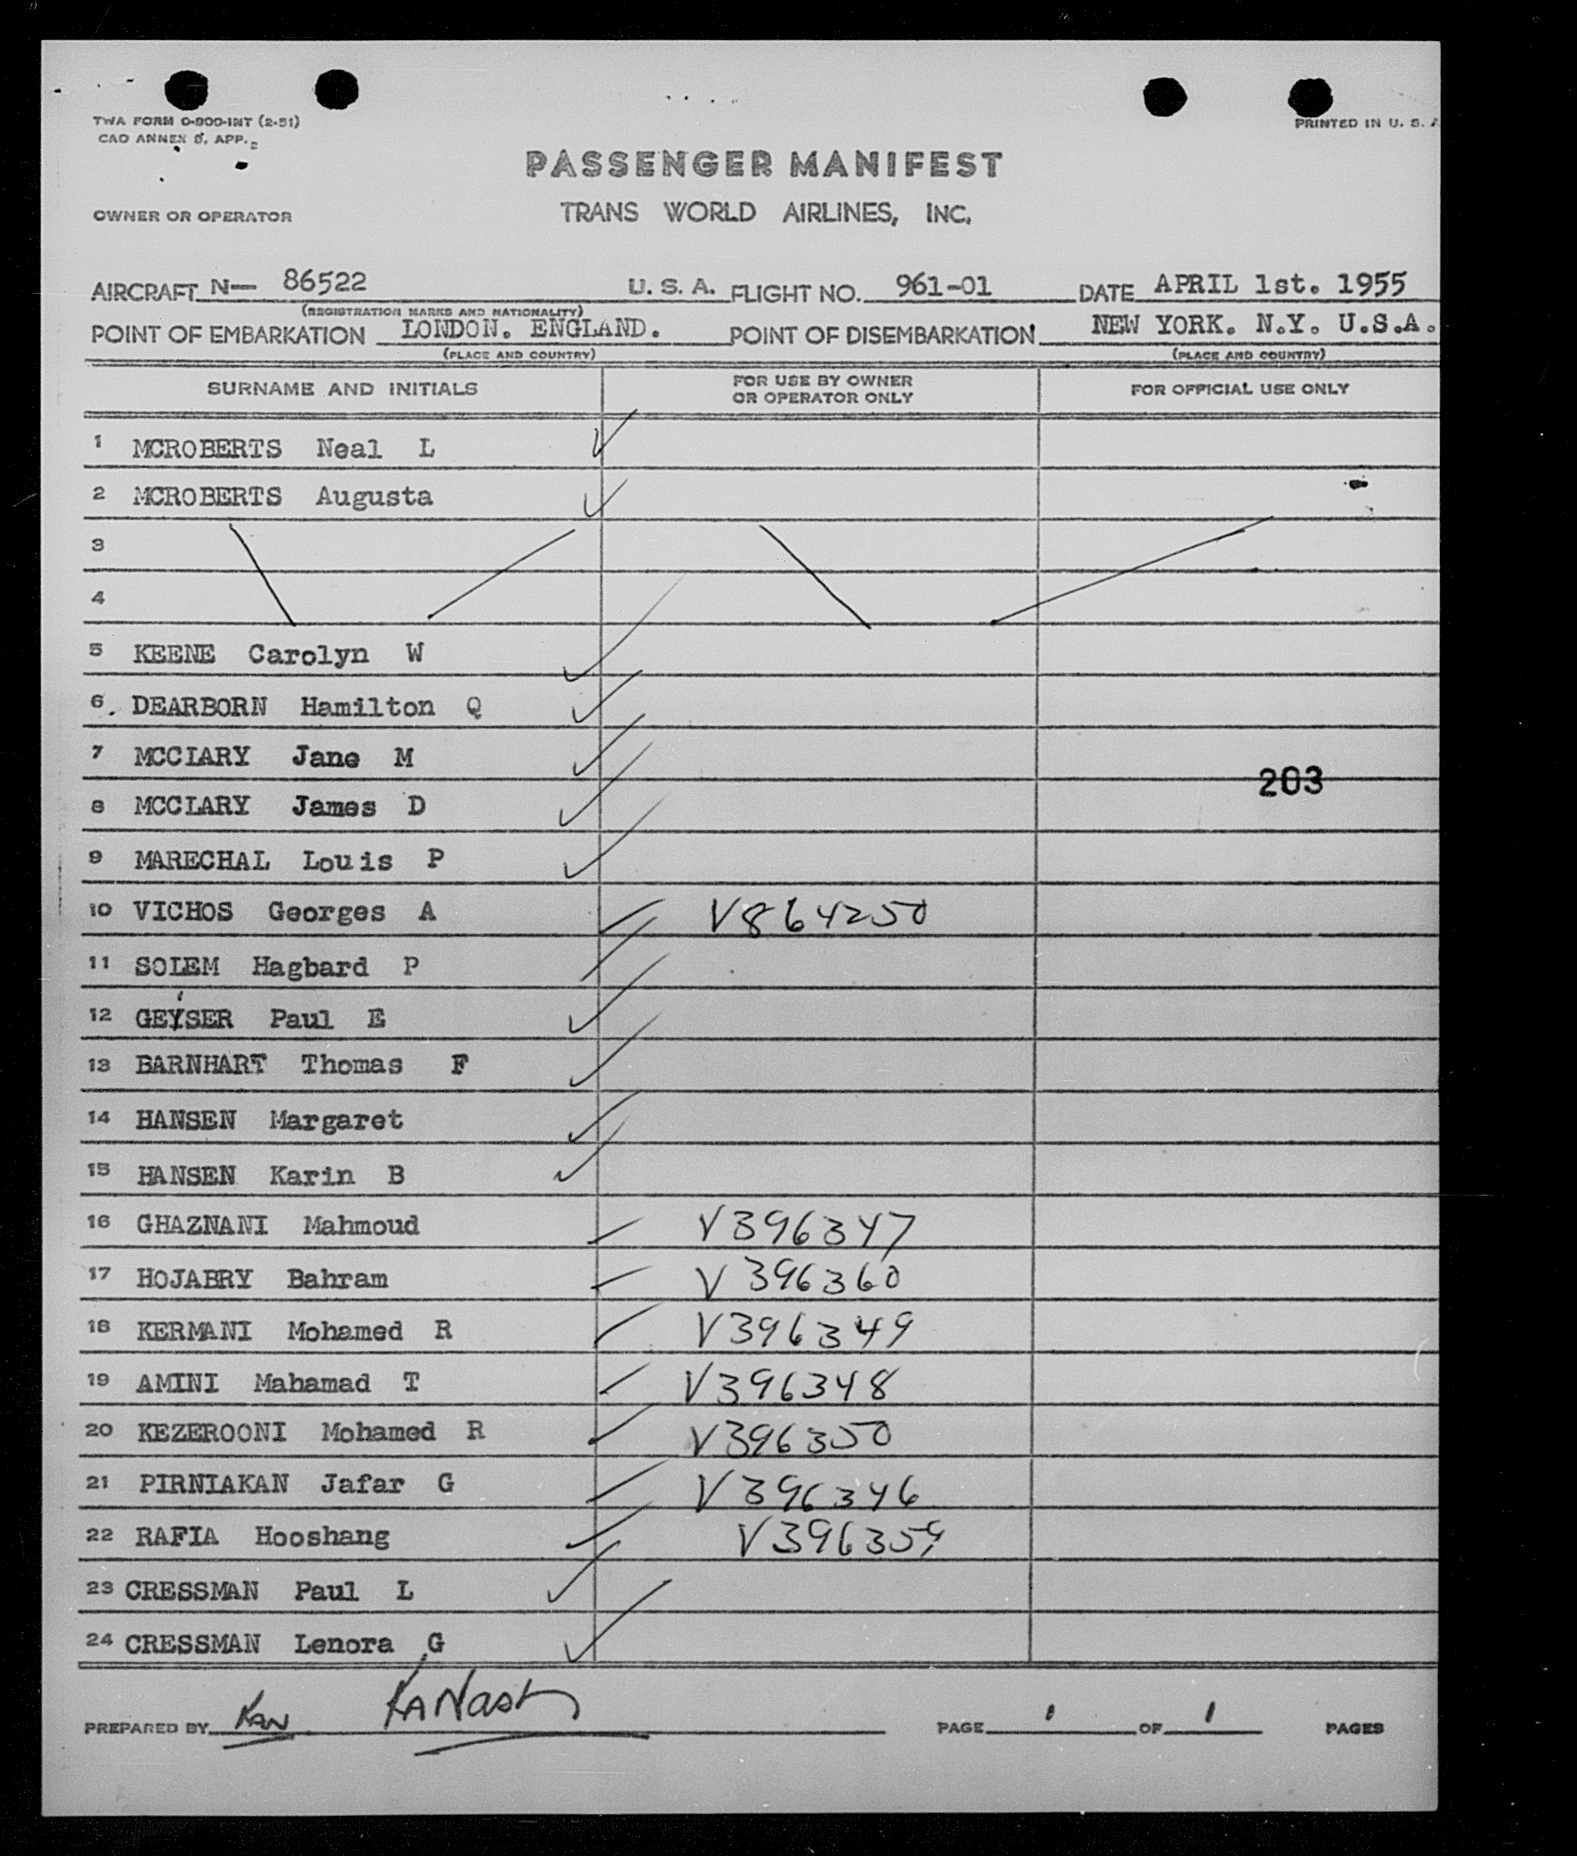 TWA FORM O-900-INT (2-51)
CAO ANNEX 9, APP.
PRINTED IN U. S. A
PASSENGER MANIFEST
OWNER OR OPERATOR TRANS WORLD AIRLINES, INC.
AIRCRAFT N— 86522 U. S. A. FLIGHT NO. 961-01 DATE APRIL 1st. 1955
(REGISTRATION MARKS AND NATIONALITY)
POINT OF EMBARKATION LONDON. ENGLAND. POINT OF DISEMBARKATION NEW YORK. N.Y. U.S.A.
(PLACE AND COUNTRY) (PLACE AND COUNTRY)
SURNAME AND INITIALS FOR USE BY OWNER OR OPERATOR ONLY FOR OFFICIAL USE ONLY
1 MCROBERTS Neal L
2 MCROBERTS Augusta
3
4
5 KEENE Carolyn W
6. DEARBORN Hamilton Q
7 MCCLARY Jane M
203
8 MCCLARY James D
9 MARECHAL Louis P
10 VICHOS Georges A V864250
11 SOLEM Hagbard P
12 GEYSER Paul E
13 BARNHART Thomas F
14 HANSEN Margaret
15 HANSEN Karin B
16 GHAZNANI Mahmoud V396347
17 HOJABRY Bahram V396360
18 KERMANI Mohamed R V396349
19 AMINI Mahamad T V396348
20 KEZEROONI Mohamed R V396350
21 PIRNIAKAN Jafar G V396346
22 RAFIA Hooshang V396359
23 CRESSMAN Paul L
24 CRESSMAN Lenora G
PREPARED BY KAN KANash PAGE 1 OF 1 PAGES